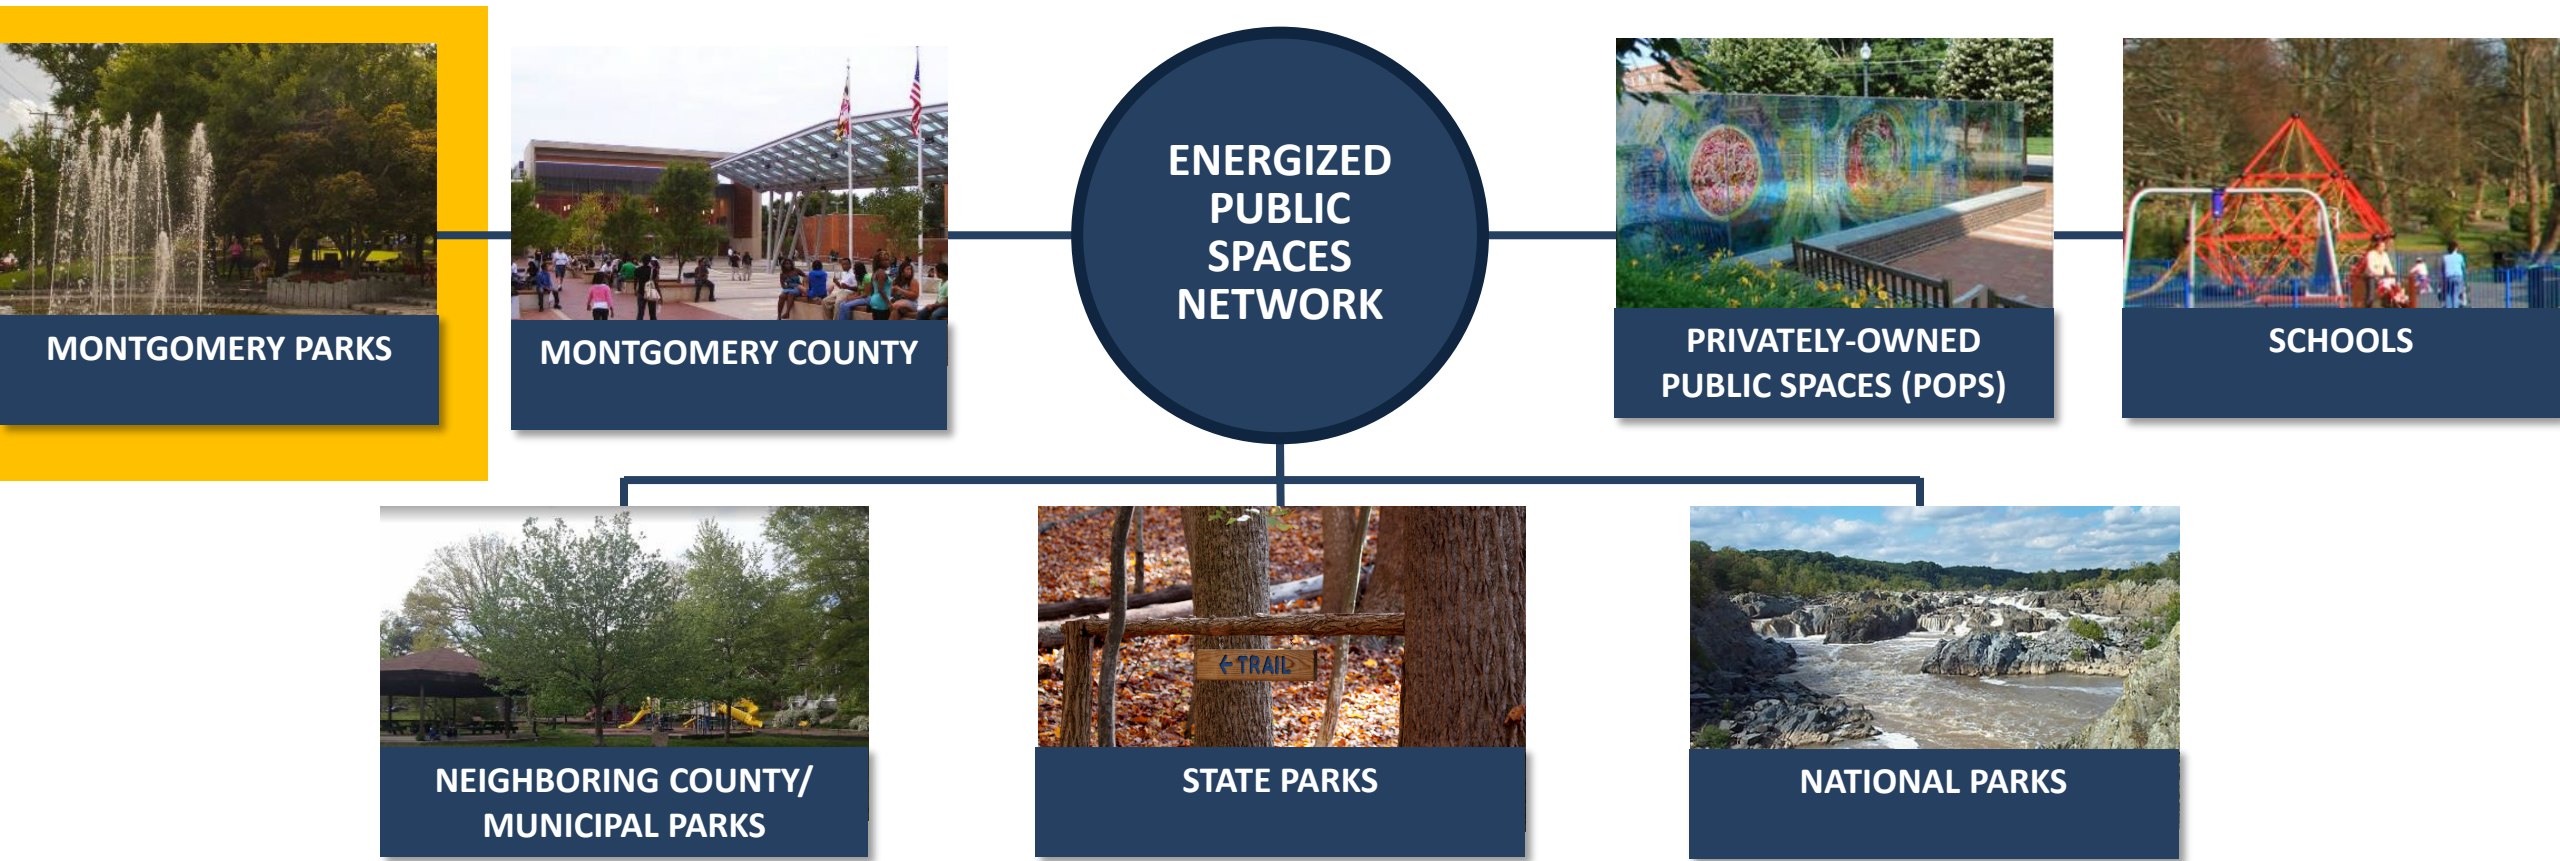 MONTGOMERY PARKS
MONTGOMERY COUNTY
ENERGIZED
PUBLIC
SPACES
NETWORK
PRIVATELY-OWNED
PUBLIC SPACES (POPS)
SCHOOLS
NEIGHBORING COUNTY/
MUNICIPAL PARKS
←TRAIL
STATE PARKS
NATIONAL PARKS